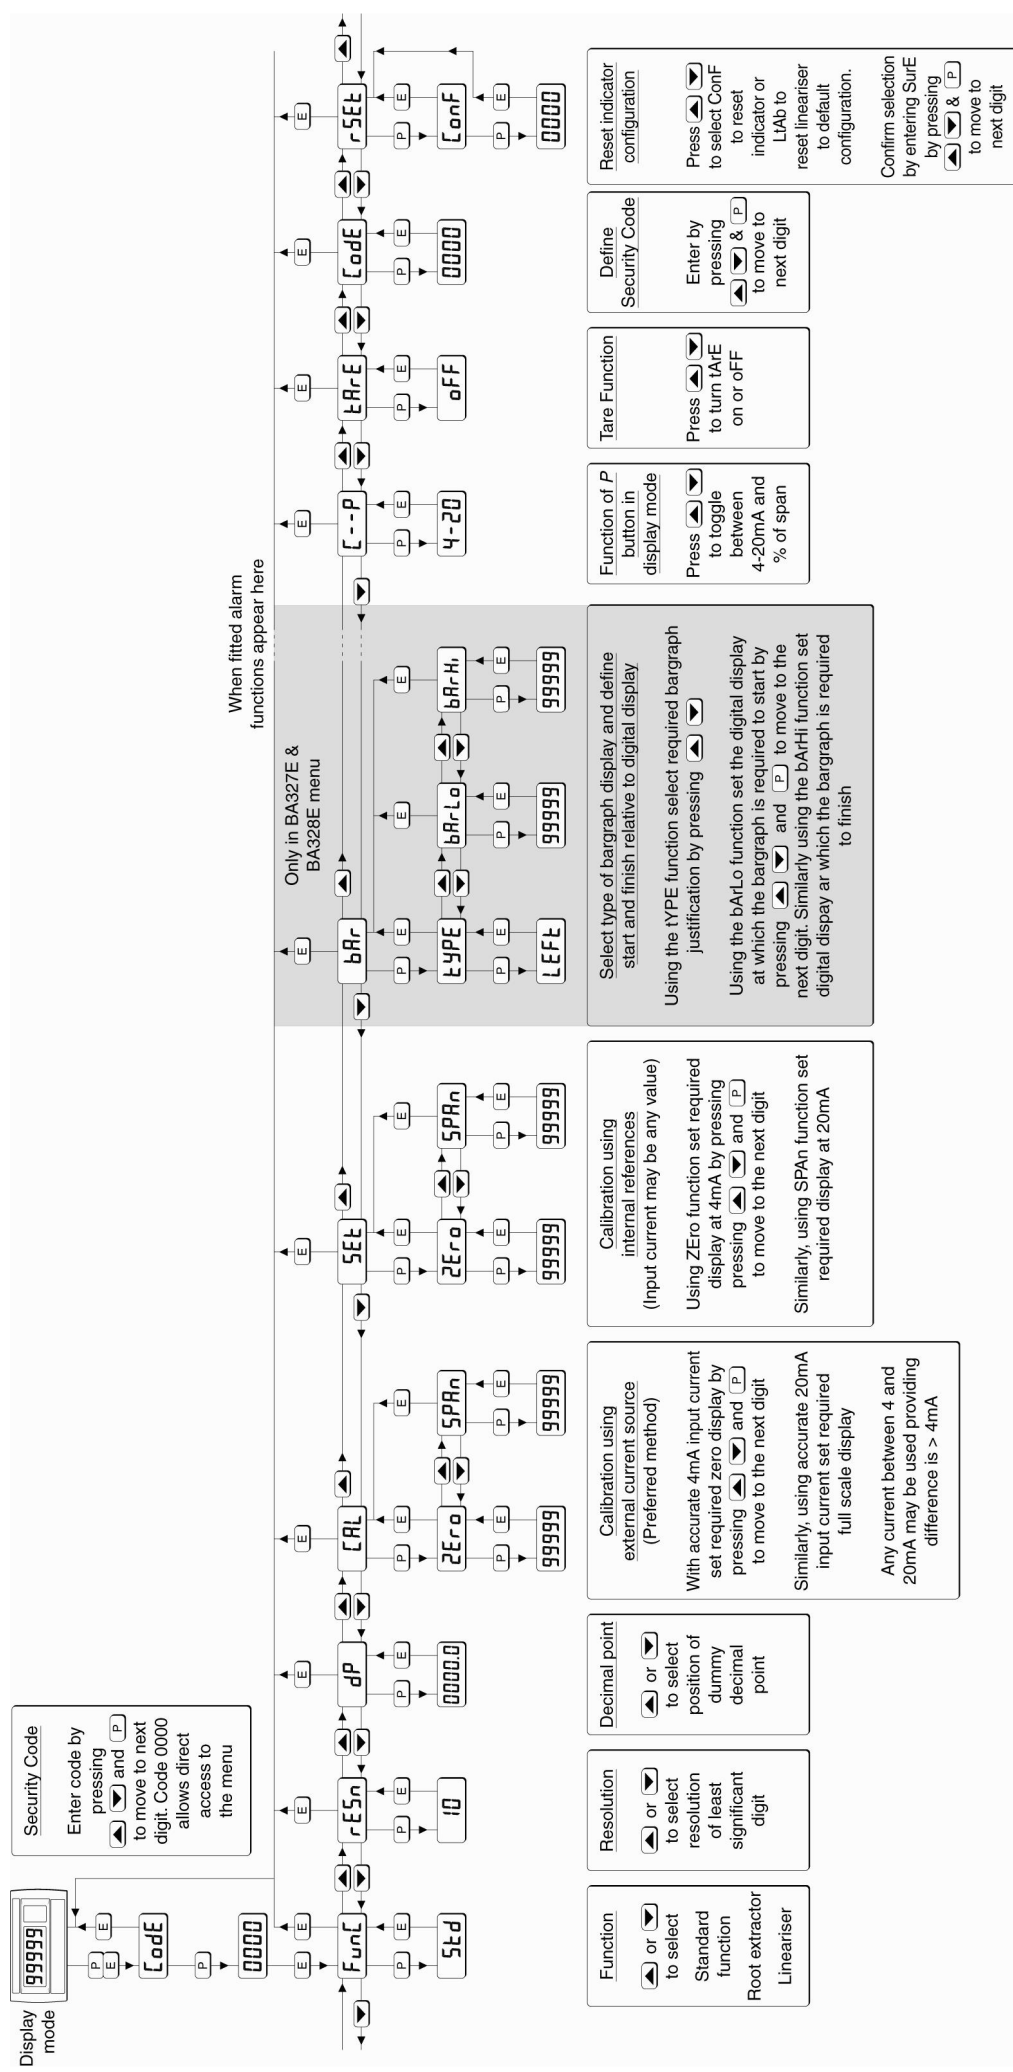 Display
mode
99999
P
E
E
CodE
P
0000
E
E
FunC
P
E
Std
Security Code
Enter code by
pressing
and P
to move to next
digit. Code 0000
allows direct
access to
the menu
E
rESn
P
E
10
E
dP
P
E
0000.0
E
CAL
P
E
ZEro
P
E
99999
E
SPAn
P
E
99999
E
SEt
P
E
ZEro
P
E
99999
E
SPAn
P
E
99999
Only in BA327E &
BA328E menu
E
bAr
P
E
tYPE
P
E
LEFt
E
bArLo
P
E
99999
E
bArHi
P
E
99999
When fitted alarm
functions appear here
E
C--P
P
E
4-20
E
tArE
P
E
oFF
E
CodE
P
E
0000
E
rSEt
P
E
ConF
P
E
0000
Function
or
to select
Standard
function
Root extractor
Lineariser
Resolution
or
to select
resolution
of least
significant
digit
Decimal point
or
to select
position of
dummy
decimal
point
Calibration using
external current source
(Preferred method)
With accurate 4mA input current
set required zero display by
pressing and P
to move to the next digit
Similarly, using accurate 20mA
input current set required
full scale display
Any current between 4 and
20mA may be used providing
difference is > 4mA
Calibration using
internal references
(Input current may be any value)
Using ZEro function set required
display at 4mA by pressing
pressing and P
to move to the next digit
Similarly, using SPAn function set
required display at 20mA
Select type of bargraph display and define
start and finish relative to digital display
Using the tYPE function select required bargraph
justification by pressing
Using the bArLo function set the digital display
at which the bargraph is required to start by
pressing and P to move to the
next digit. Similarly using the bArHi function set
digital dispay ar which the bargraph is required
to finish
Function of P
button in
display mode
Press
to toggle
between
4-20mA and
% of span
Tare Function
Press
to turn tArE
on or oFF
Define
Security Code
Enter by
pressing
& P
to move to
next digit
Reset indicator
configuration
Press
to select ConF
to reset
indicator or
LtAb to
reset lineariser
to default
configuration.
Confirm selection
by entering SurE
by pressing
& P
to move to
next digit